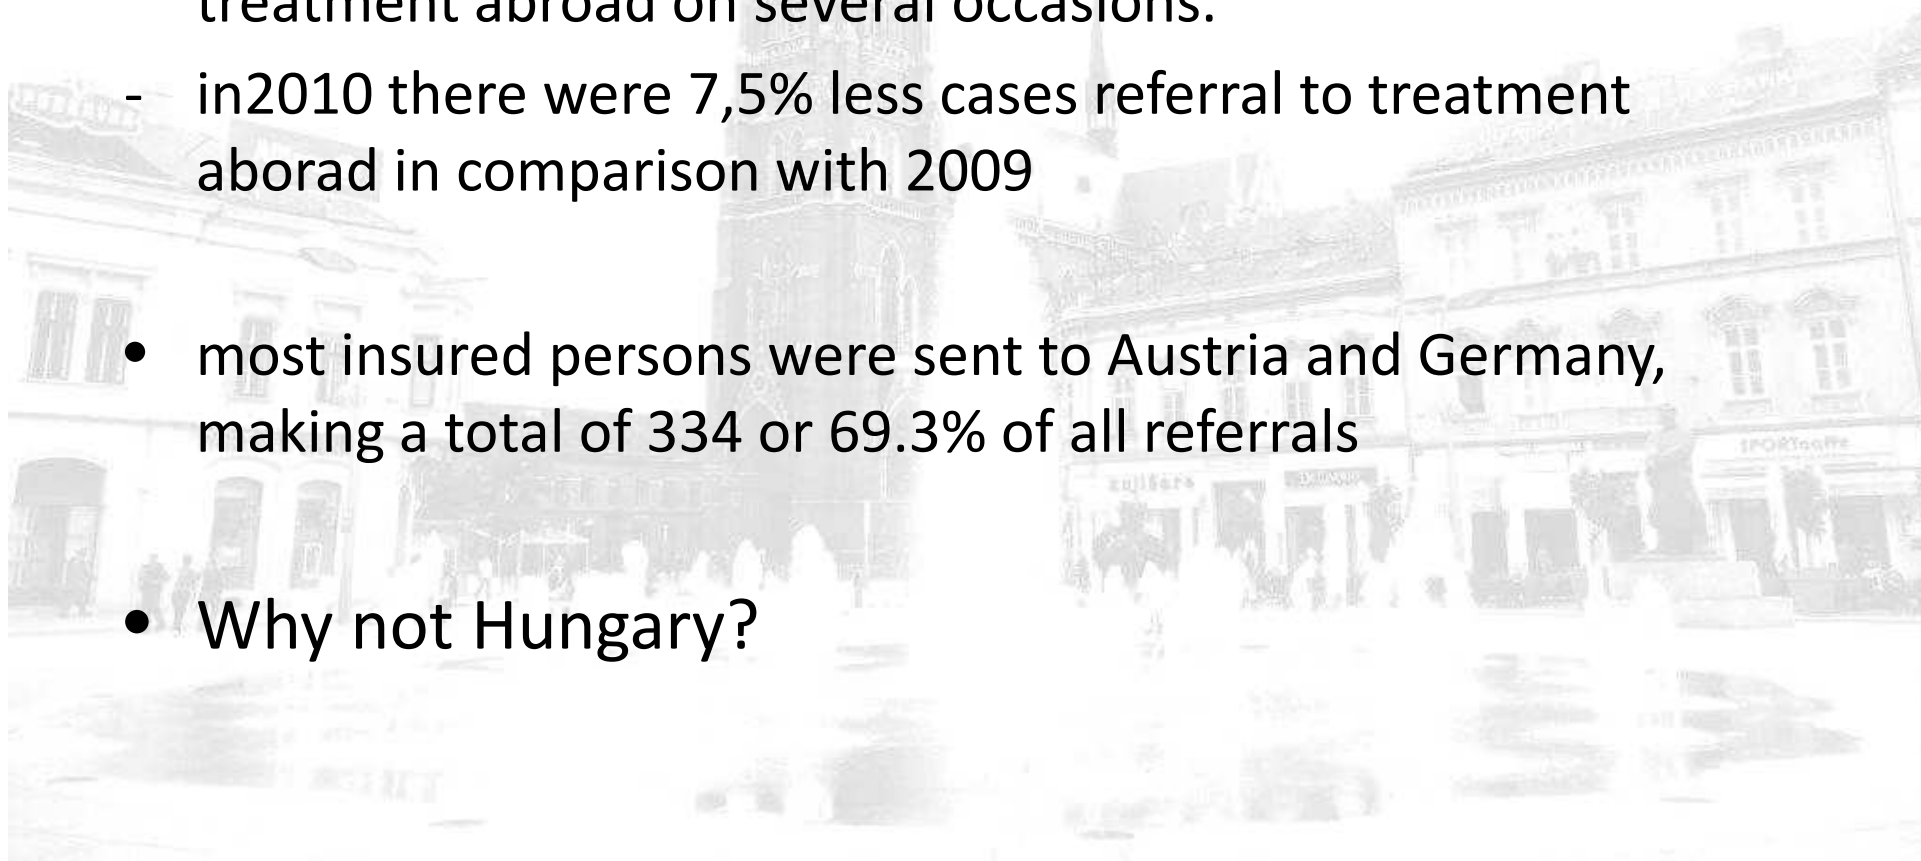 treatment abroad on several occasions.
- in2010 there were 7,5% less cases referral to treatment
aborad in comparison with 2009
• most insured persons were sent to Austria and Germany,
making a total of 334 or 69.3% of all referrals
knjižara
• Why not Hungary?